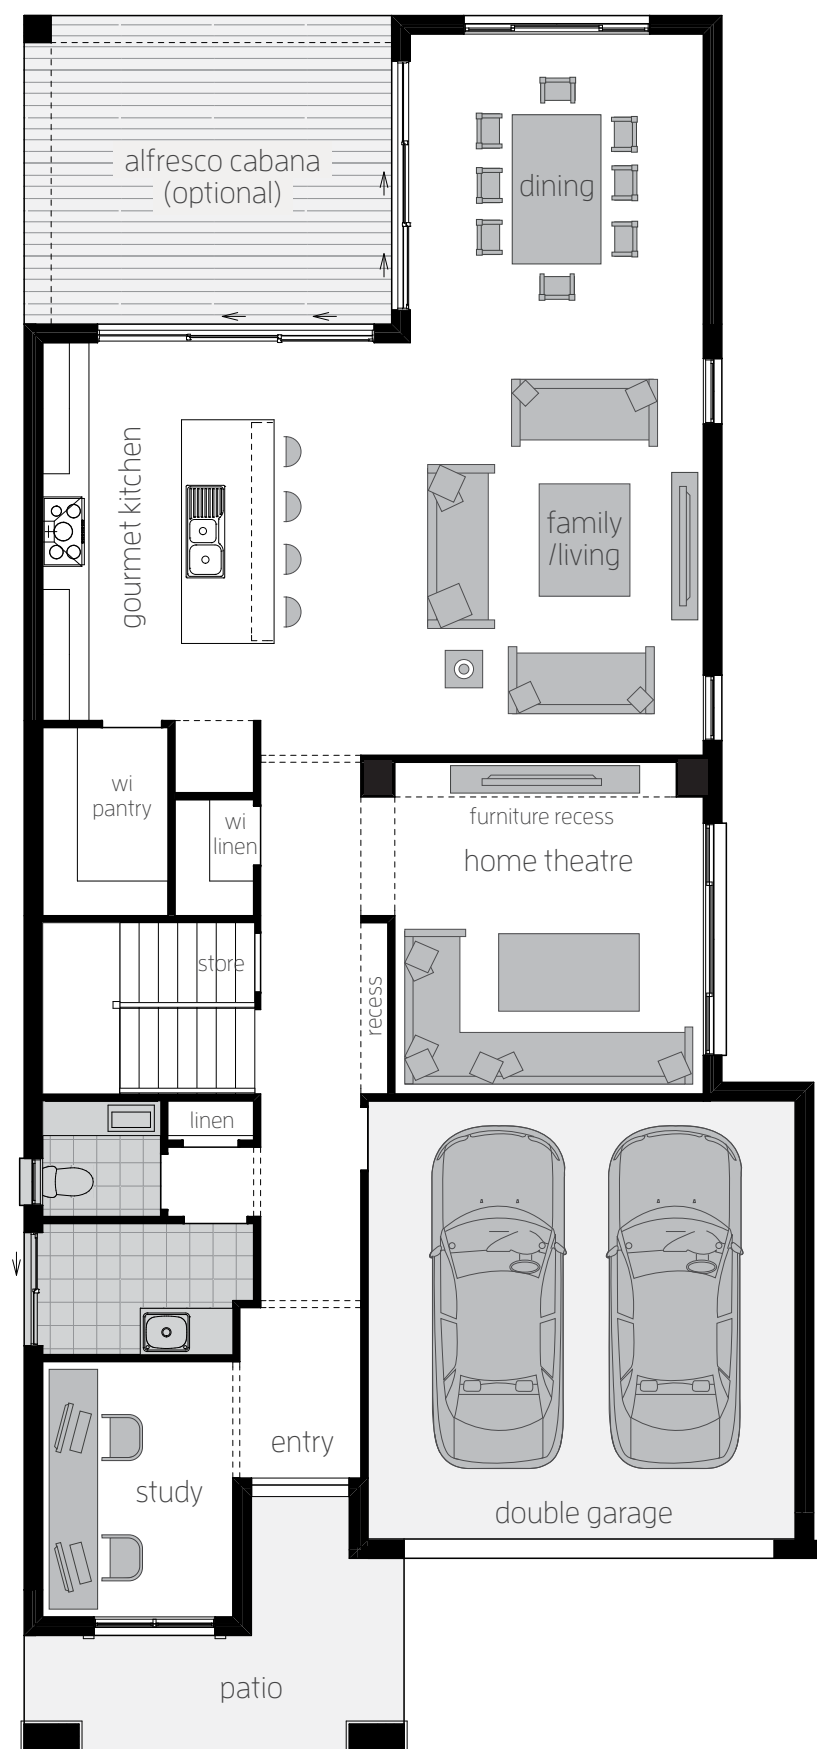 alfresco cabana
(optional)
dining
gourmet kitchen
family
/living
wi
pantry
wi
linen
furniture recess
home theatre
store
recess
linen
entry
study
double garage
patio